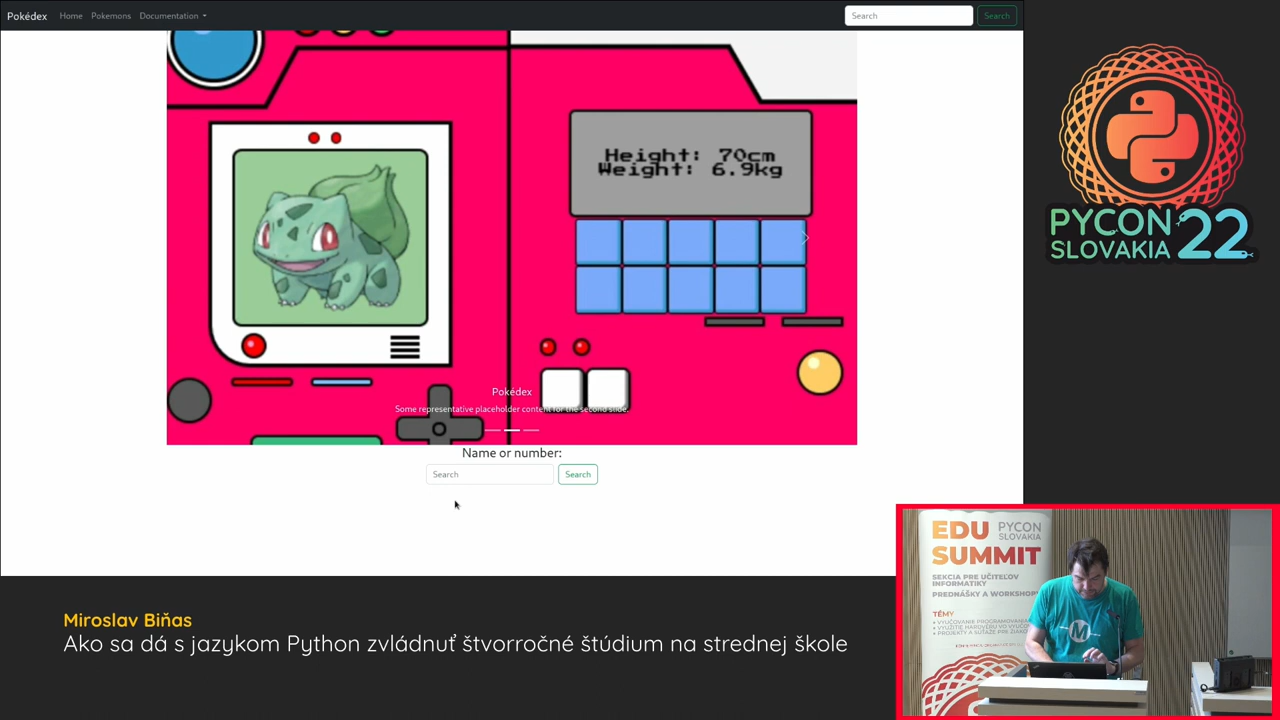 Pokédex Home Pokemons Documentation Search Search
Height: 70cm
Weight: 6.9kg
Pokédex
Some representative placeholder content for the second slide.
Name or number:
Search Search
PYCON
SLOVAKIA 22
EDU PYCON
SLOVAKIA
SUMMIT
SEKCIA PRE UČITEĽOV
INFORMATIKY
PREDNÁŠKY A WORKSHOPY
TÉMY
M
Miroslav Biňas
Ako sa dá s jazykom Python zvládnuť štvorročné štúdium na strednej škole